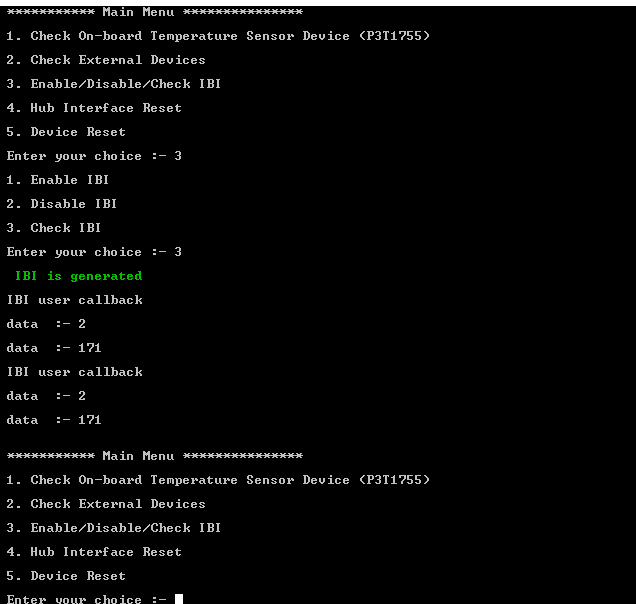 *********** Main Menu ***************
1. Check On-board Temperature Sensor Device (P3T1755)
2. Check External Devices
3. Enable/Disable/Check IBI
4. Hub Interface Reset
5. Device Reset
Enter your choice :- 3
1. Enable IBI
2. Disable IBI
3. Check IBI
Enter your choice :- 3
IBI is generated
IBI user callback
data  :- 2
data  :- 171
IBI user callback
data  :- 2
data  :- 171
*********** Main Menu ***************
1. Check On-board Temperature Sensor Device (P3T1755)
2. Check External Devices
3. Enable/Disable/Check IBI
4. Hub Interface Reset
5. Device Reset
Enter your choice :-